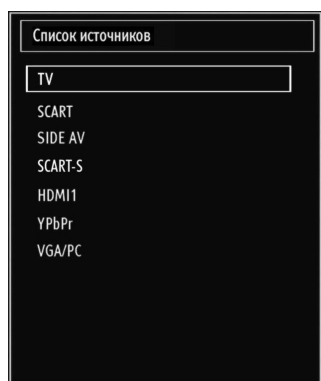 Список источников
TV
SCART
SIDE AV
SCART-S
HDMI1
YPbPr
VGA/PC